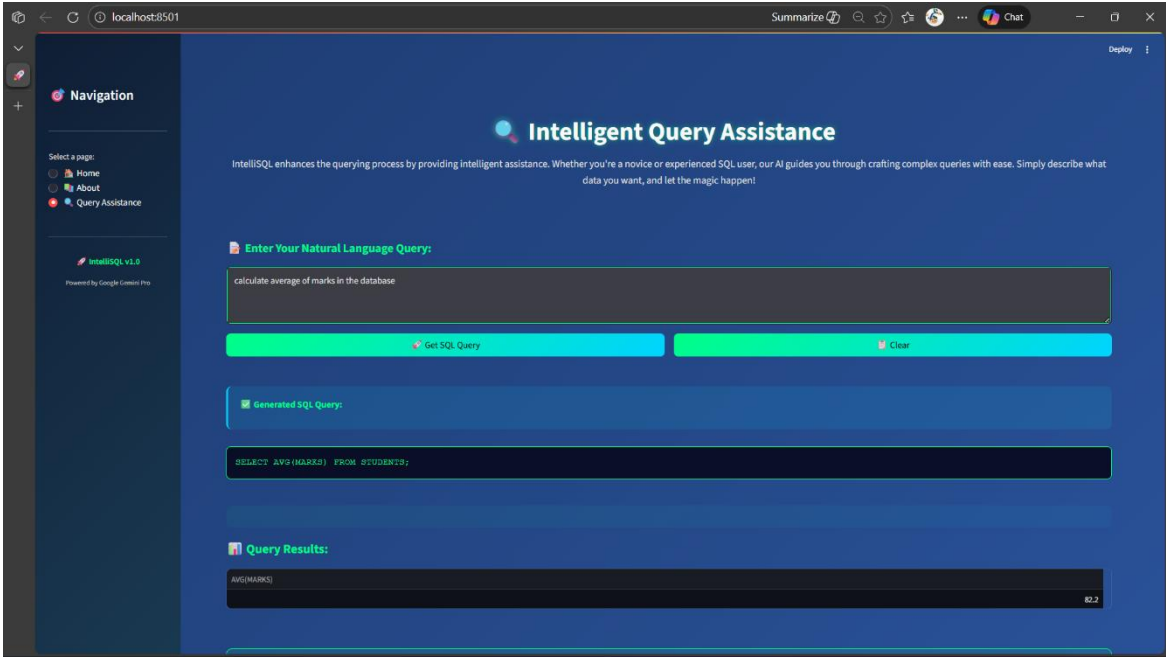 localhost:8501
Summarize
Chat
Deploy
Navigation
Select a page:
Home
About
Query Assistance
IntelliSQL v1.0
Powered by Google Gemini Pro
Intelligent Query Assistance
IntelliSQL enhances the querying process by providing intelligent assistance. Whether you're a novice or experienced SQL user, our AI guides you through crafting complex queries with ease. Simply describe what
data you want, and let the magic happen!
Enter Your Natural Language Query:
calculate average of marks in the database
Get SQL Query
Clear
Generated SQL Query:
SELECT AVG(MARKS) FROM STUDENTS;
Query Results:
AVG(MARKS)
82.2